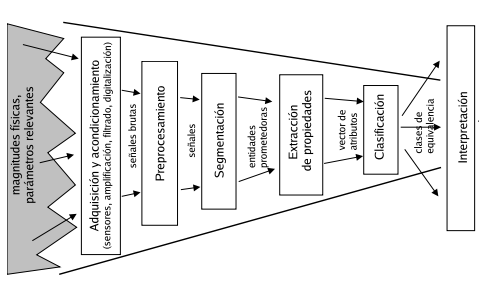 magnitudes físicas,
parámetros relevantes
Adquisición y acondicionamiento
(sensores, amplificación, filtrado, digitalización)
señales brutas
Preprocesamiento
señales
Segmentación
entidades
prometedoras
Extracción
de propiedades
vector de
atributos
Clasificación
clases de
equivalencia
Interpretación